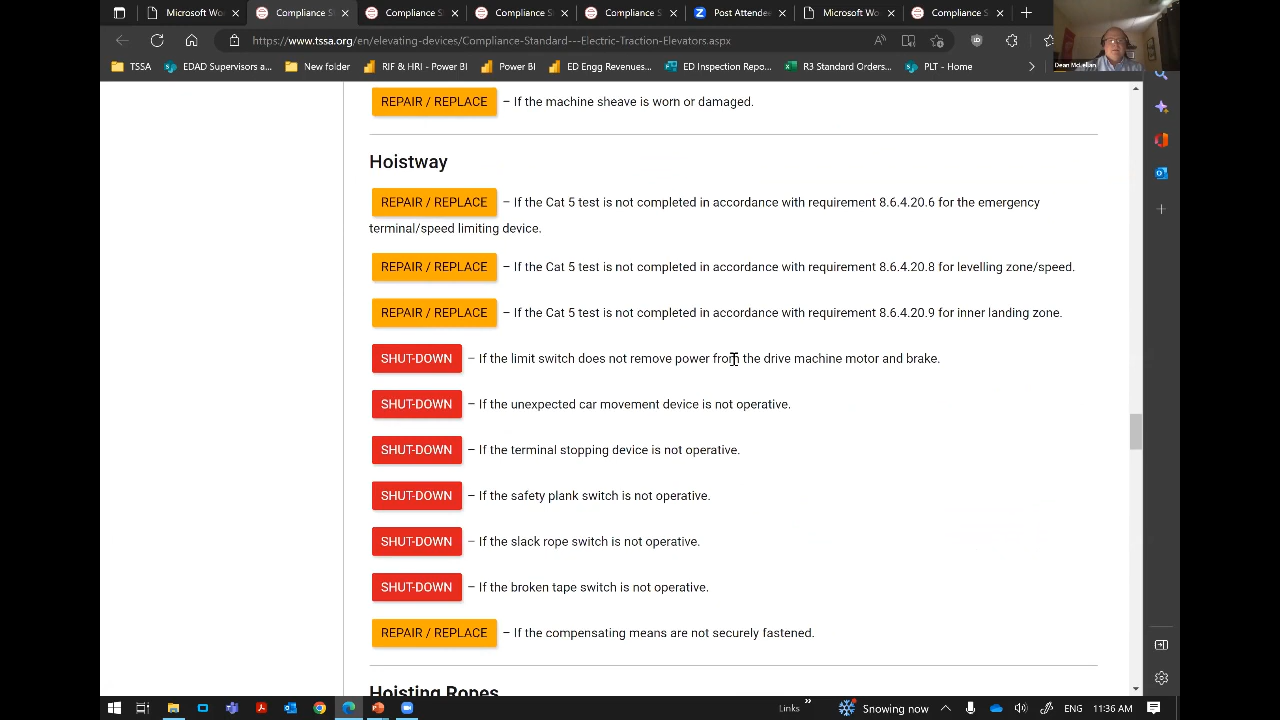 Microsoft Wo
Compliance S
Compliance S
Compliance S
Compliance S
Post Attende
Microsoft Wo
Compliance S
https://www.tssa.org/en/elevating-devices/Compliance-Standard---Electric-Traction-Elevators.aspx
TSSA
EDAD Supervisors a...
New folder
RIF & HRI - Power BI
Power BI
ED Engg Revenue...
ED Inspection Repo...
R3 Standard Orders...
PLT - Home
Dean McLellan
REPAIR / REPLACE – If the machine sheave is worn or damaged.
Hoistway
REPAIR / REPLACE – If the Cat 5 test is not completed in accordance with requirement 8.6.4.20.6 for the emergency
terminal/speed limiting device.
REPAIR / REPLACE – If the Cat 5 test is not completed in accordance with requirement 8.6.4.20.8 for levelling zone/speed.
REPAIR / REPLACE – If the Cat 5 test is not completed in accordance with requirement 8.6.4.20.9 for inner landing zone.
SHUT-DOWN – If the limit switch does not remove power from the drive machine motor and brake.
SHUT-DOWN – If the unexpected car movement device is not operative.
SHUT-DOWN – If the terminal stopping device is not operative.
SHUT-DOWN – If the safety plank switch is not operative.
SHUT-DOWN – If the slack rope switch is not operative.
SHUT-DOWN – If the broken tape switch is not operative.
REPAIR / REPLACE – If the compensating means are not securely fastened.
Hoisting Ropes
Links
Snowing now
ENG
11:36 AM